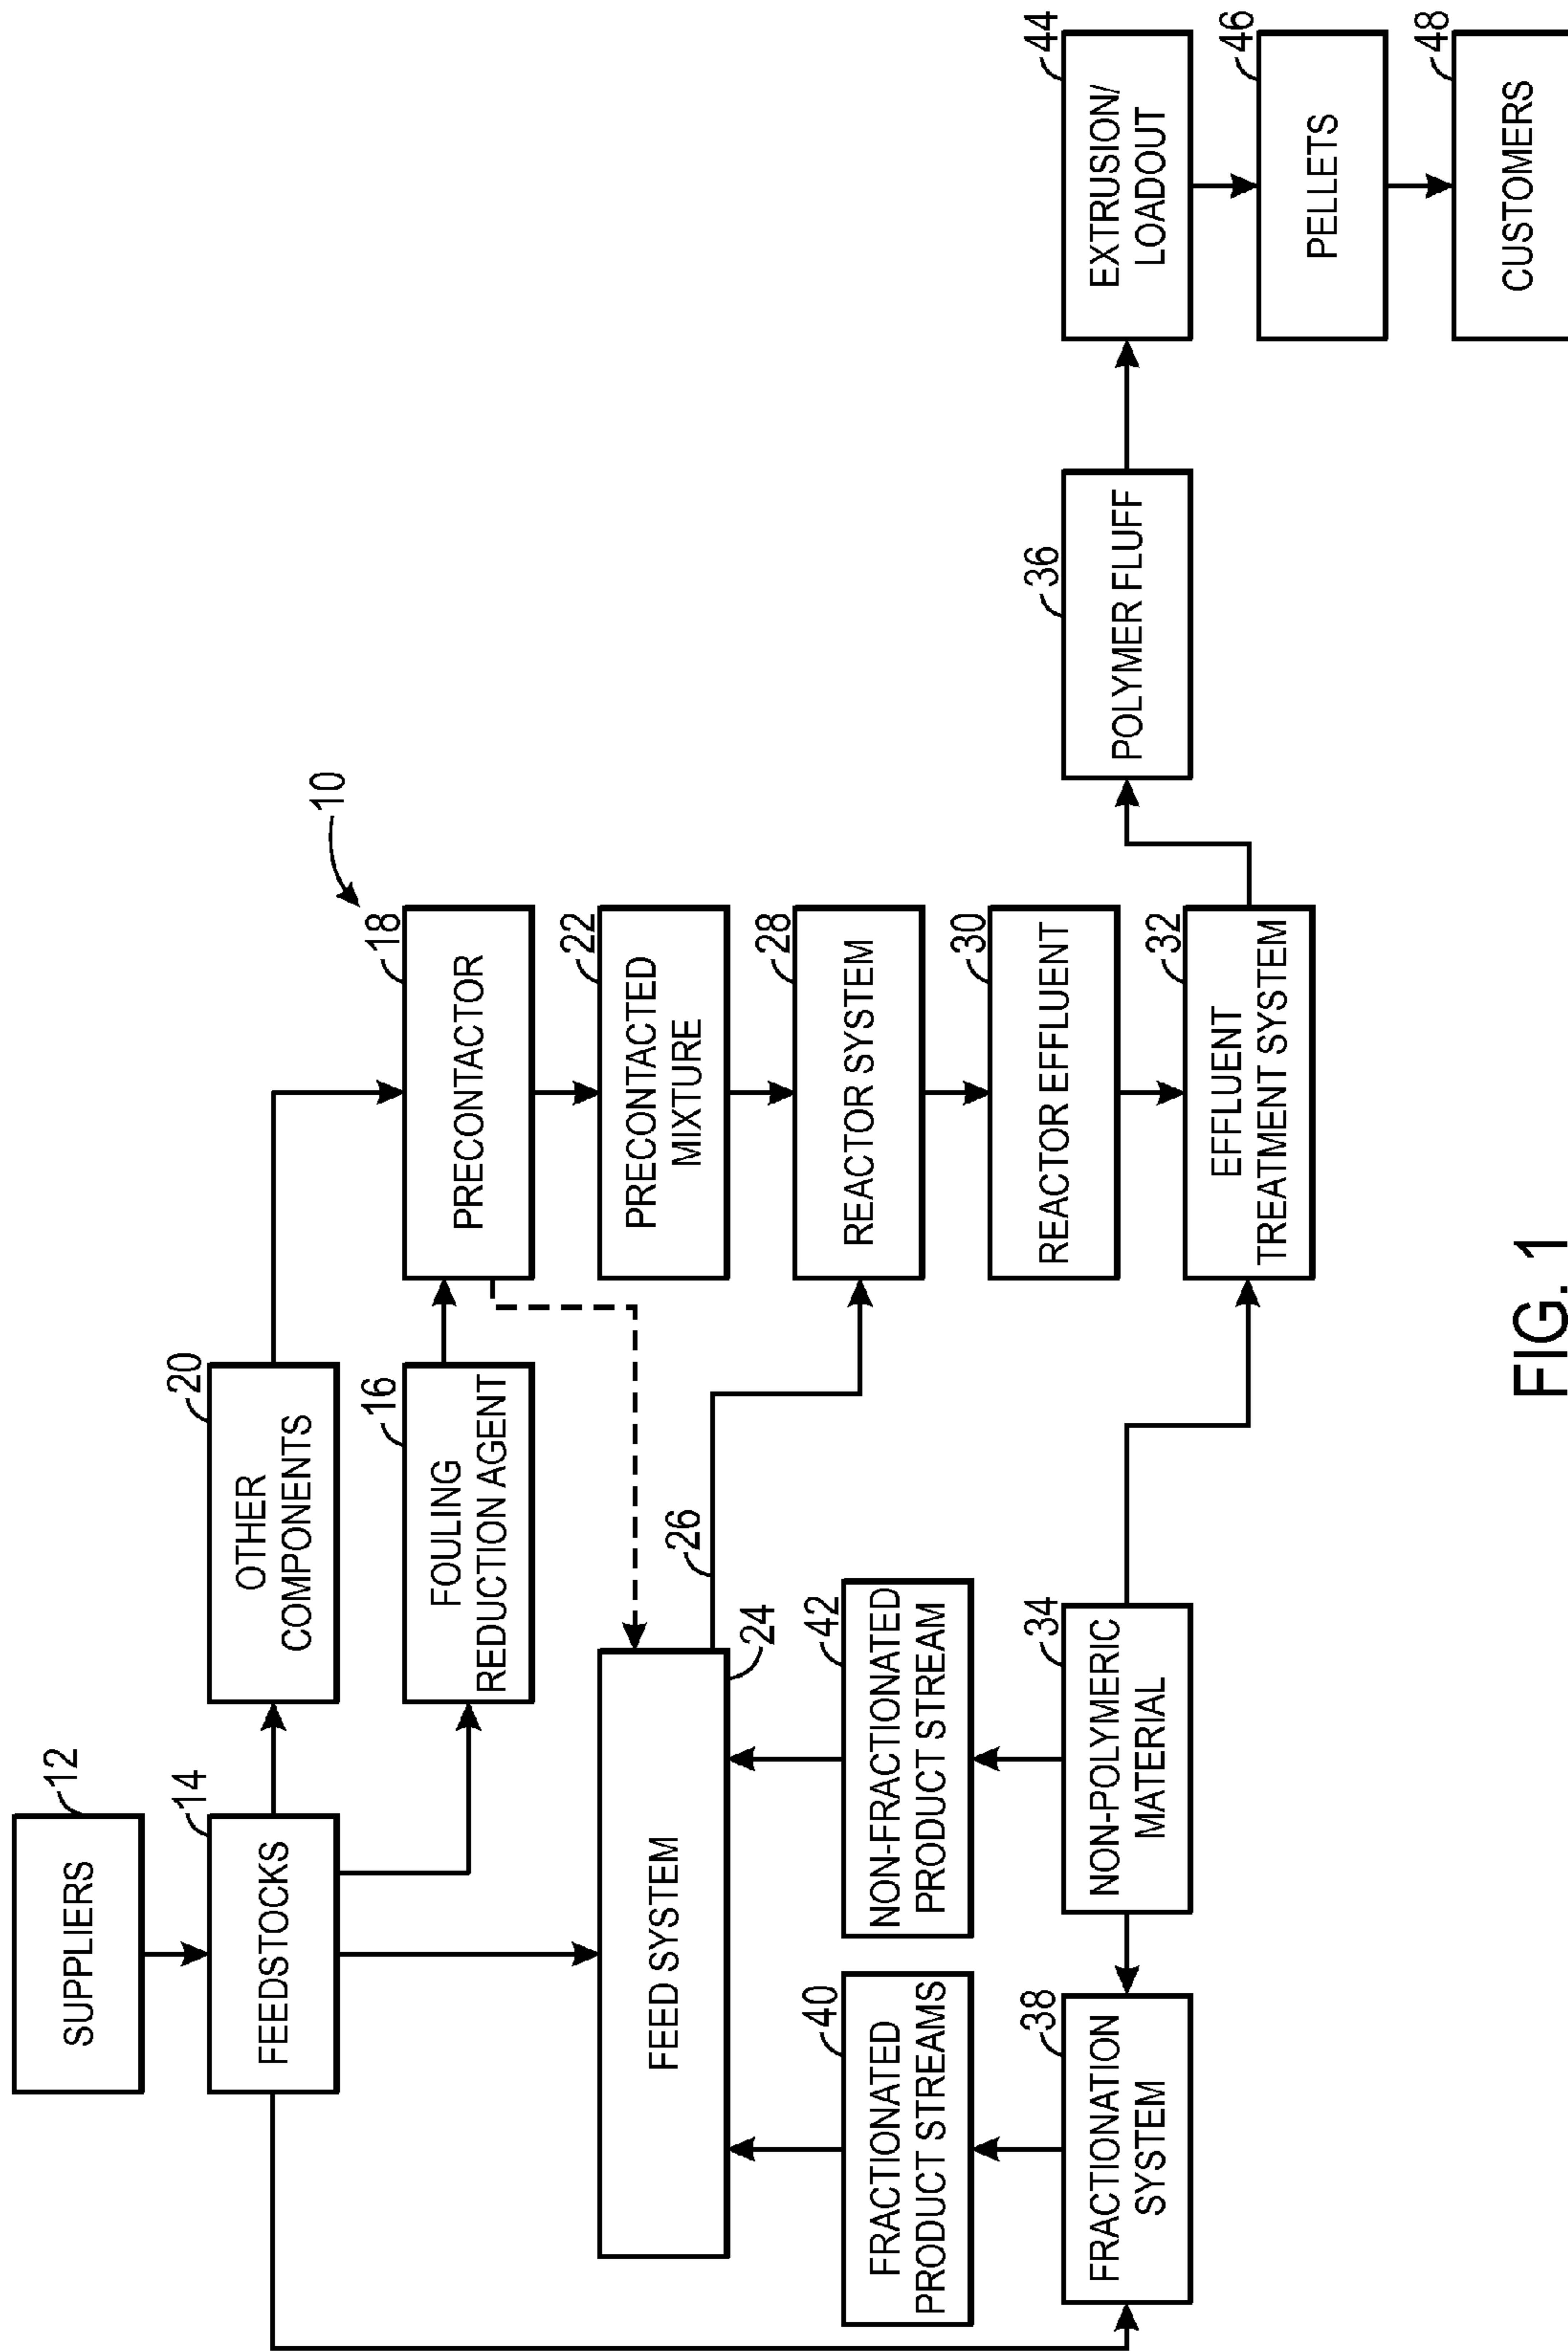 SUPPLIERS
12
FEEDSTOCKS
14
OTHER
COMPONENTS
20
FOULING
REDUCTION AGENT
16
10
PRECONTACTOR
18
PRECONTACTED
MIXTURE
22
FEED SYSTEM
24
26
REACTOR SYSTEM
28
REACTOR EFFLUENT
30
EFFLUENT
TREATMENT SYSTEM
32
FRACTIONATED
PRODUCT STREAMS
40
NON-FRACTIONATED
PRODUCT STREAM
42
FRACTIONATION
SYSTEM
38
NON-POLYMERIC
MATERIAL
34
POLYMER FLUFF
36
EXTRUSION/
LOADOUT
44
PELLETS
46
CUSTOMERS
48
FIG. 1